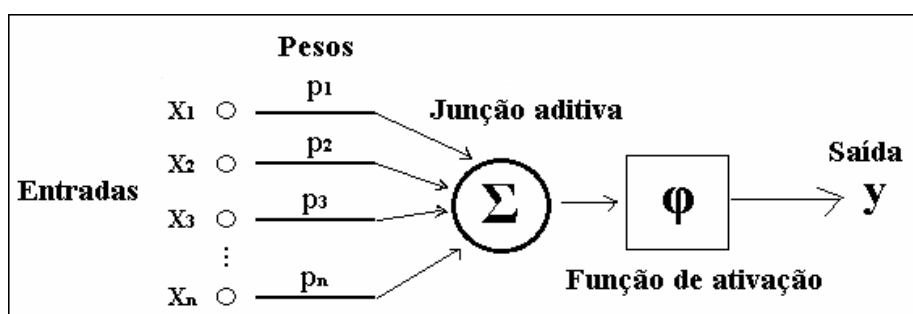 Pesos
x1 p1
Junção aditiva
x2 p2
Saída
Entradas
x3 p3
Σ
φ
y
⋮
xn pn
Função de ativação